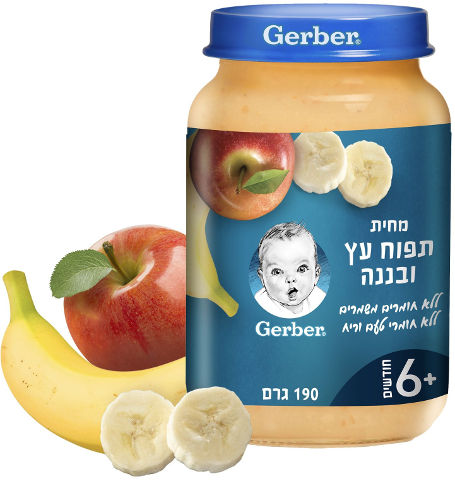 Gerber®
מחית
תפוח עץ
ובננה
ללא חומרים משמרים
ללא חומרי טעם וריח
Gerber®
190 גרם
6+
חודשים